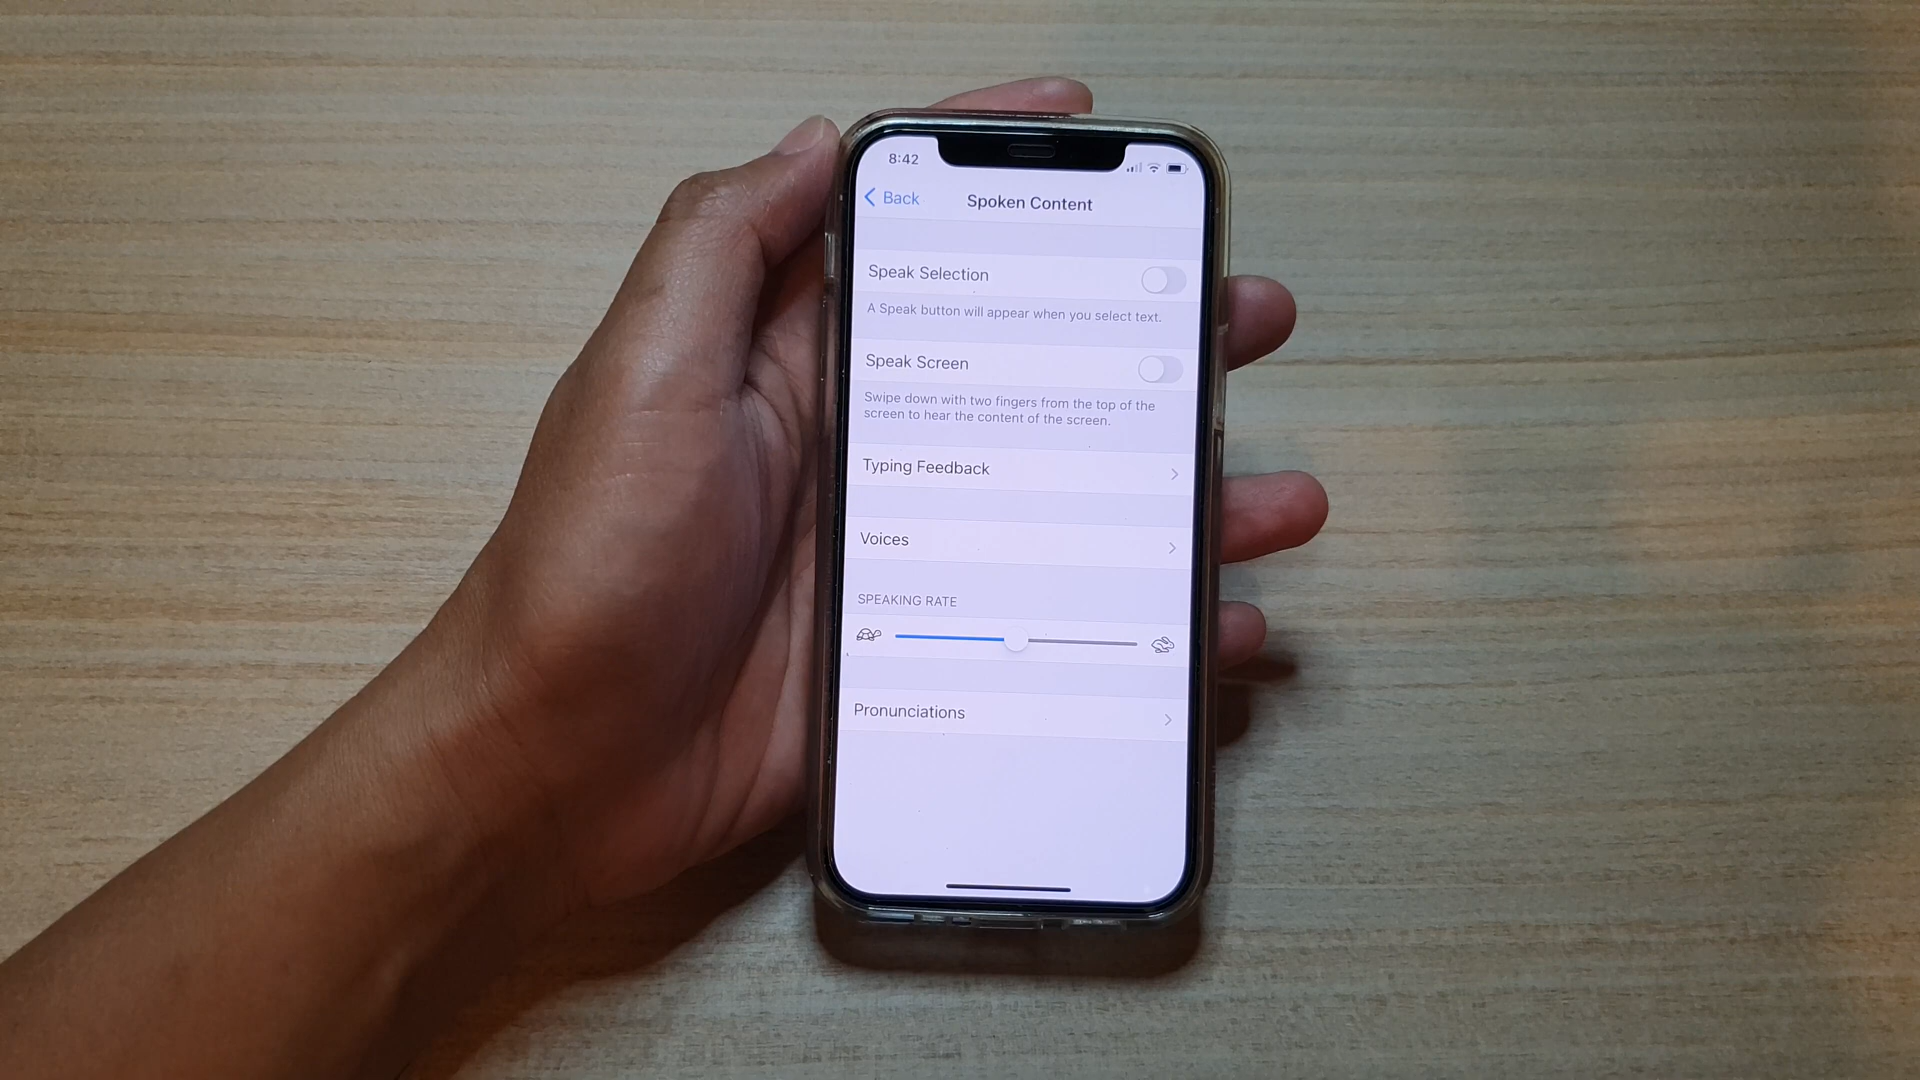 8:42
Back
Spoken Content
Speak Selection
A Speak button will appear when you select text.
Speak Screen
Swipe down with two fingers from the top of the
screen to hear the content of the screen.
Typing Feedback
Voices
SPEAKING RATE
Pronunciations